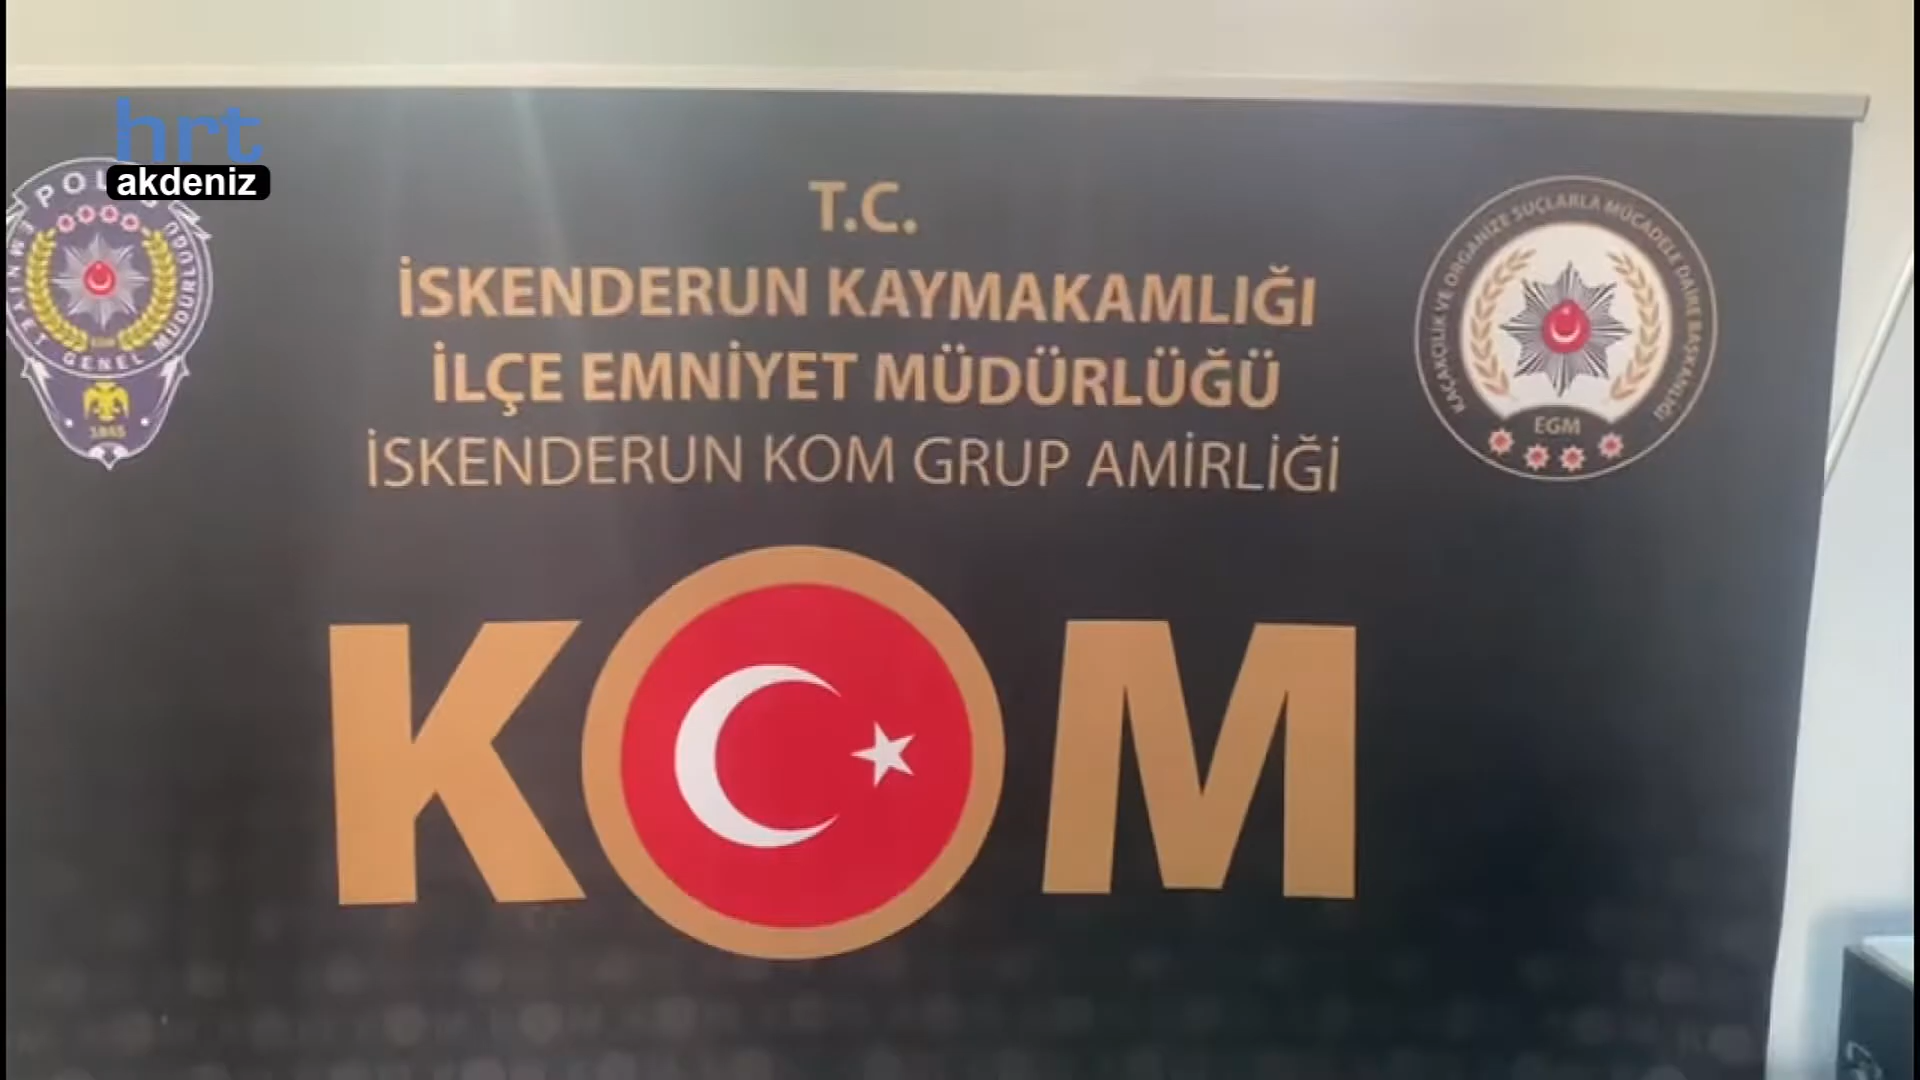 hrt
akdeniz
T.C.
İSKENDERUN KAYMAKAMLIĞI
İLÇE EMNİYET MÜDÜRLÜĞÜ
İSKENDERUN KOM GRUP AMİRLİĞİ
KOM
EMNİYET GENEL MÜDÜRLÜĞÜ
1845
KAÇAKÇILIK VE ORGANİZE SUÇLARLA MÜCADELE DAİRE BAŞKANLIĞI
EGM